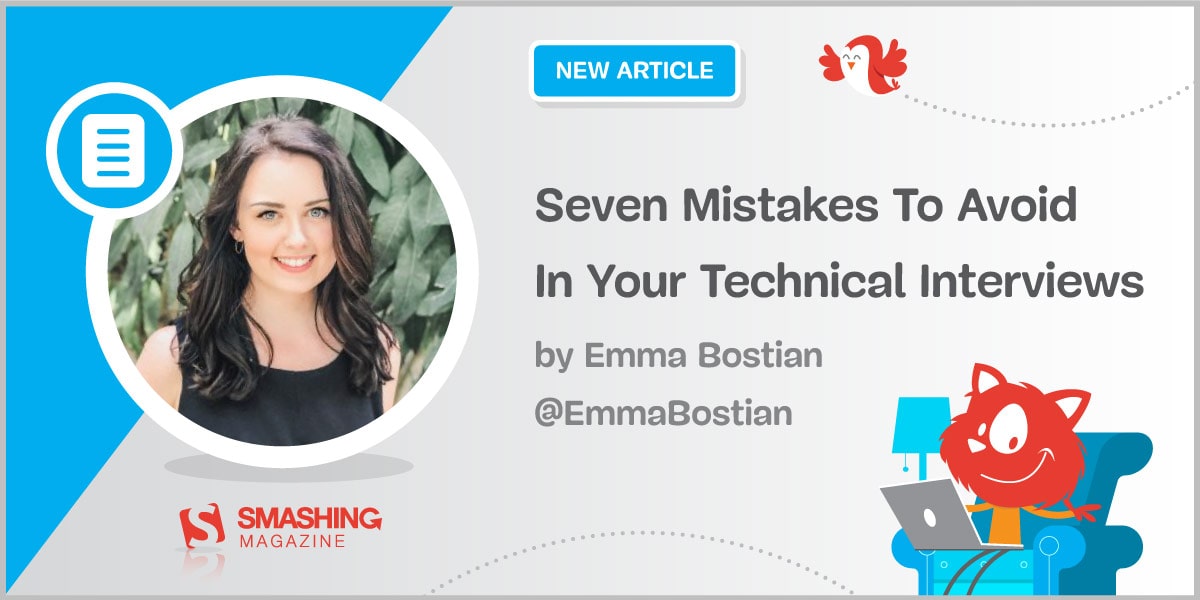 NEW ARTICLE
Seven Mistakes To Avoid
In Your Technical Interviews
by Emma Bostian
@EmmaBostian
SMASHING
MAGAZINE